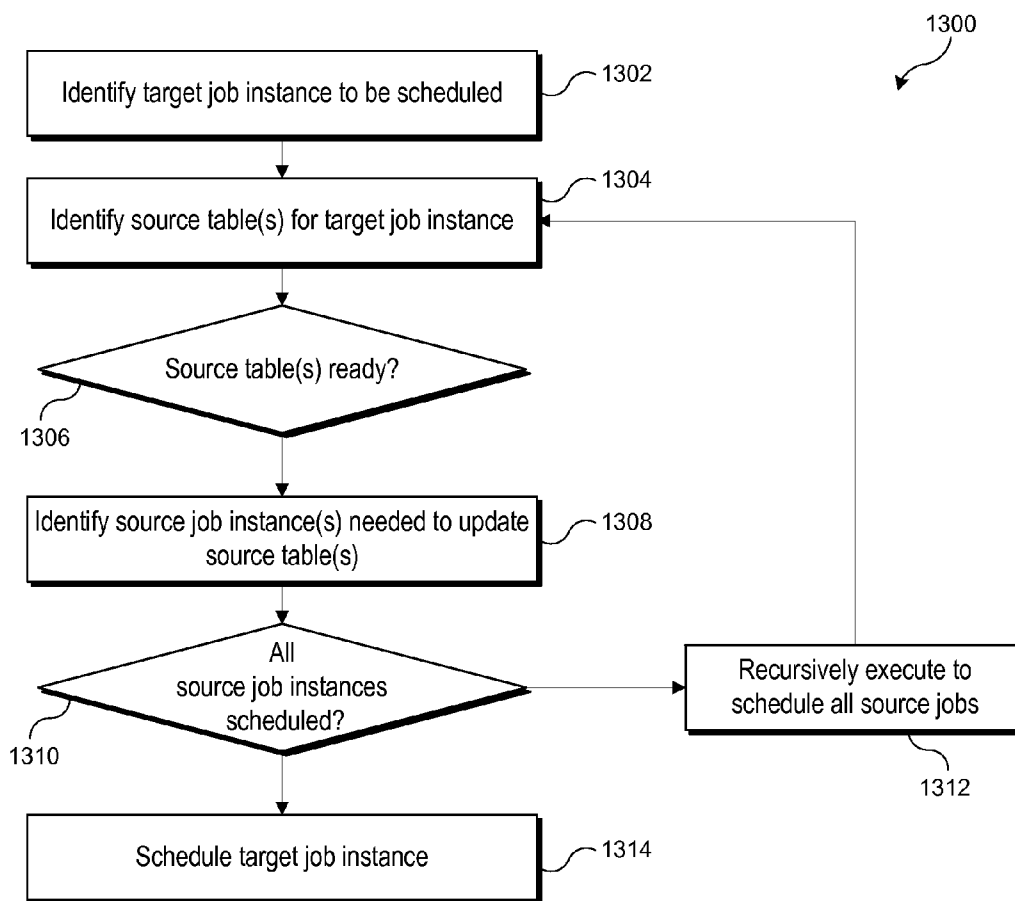 1300
Identify target job instance to be scheduled
1302
Identify source table(s) for target job instance
1304
Source table(s) ready?
1306
Identify source job instance(s) needed to update
source table(s)
1308
All
source job instances
scheduled?
1310
Recursively execute to
schedule all source jobs
1312
Schedule target job instance
1314